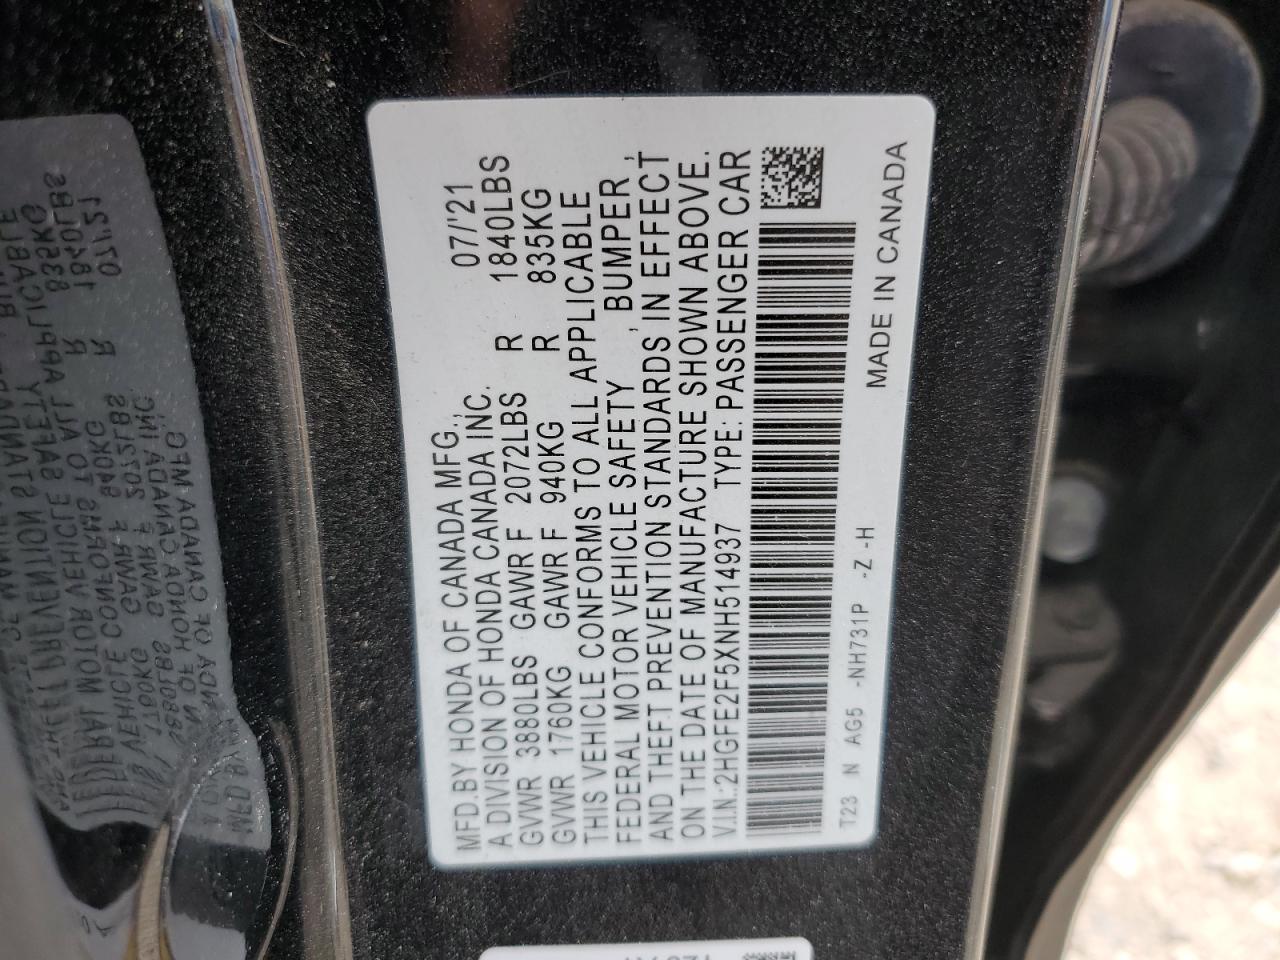 MFD.BY HONDA OF CANADA MFG., 07/'21
A DIVISION OF HONDA CANADA INC.
GVWR 3880LBS GAWR F 2072LBS R 1840LBS
GVWR 1760KG GAWR F 940KG R 835KG
THIS VEHICLE CONFORMS TO ALL APPLICABLE
FEDERAL MOTOR VEHICLE SAFETY , BUMPER ,
AND THEFT PREVENTION STANDARDS IN EFFECT
ON THE DATE OF MANUFACTURE SHOWN ABOVE.
V.I.N.:2HGFE2F5XNH514937 TYPE: PASSENGER CAR
T23 N AG5 -NH731P -Z -H
MADE IN CANADA